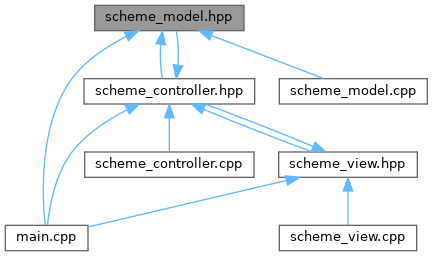 scheme_model.hpp
scheme_controller.hpp
scheme_model.cpp
scheme_controller.cpp
scheme_view.hpp
main.cpp
scheme_view.cpp